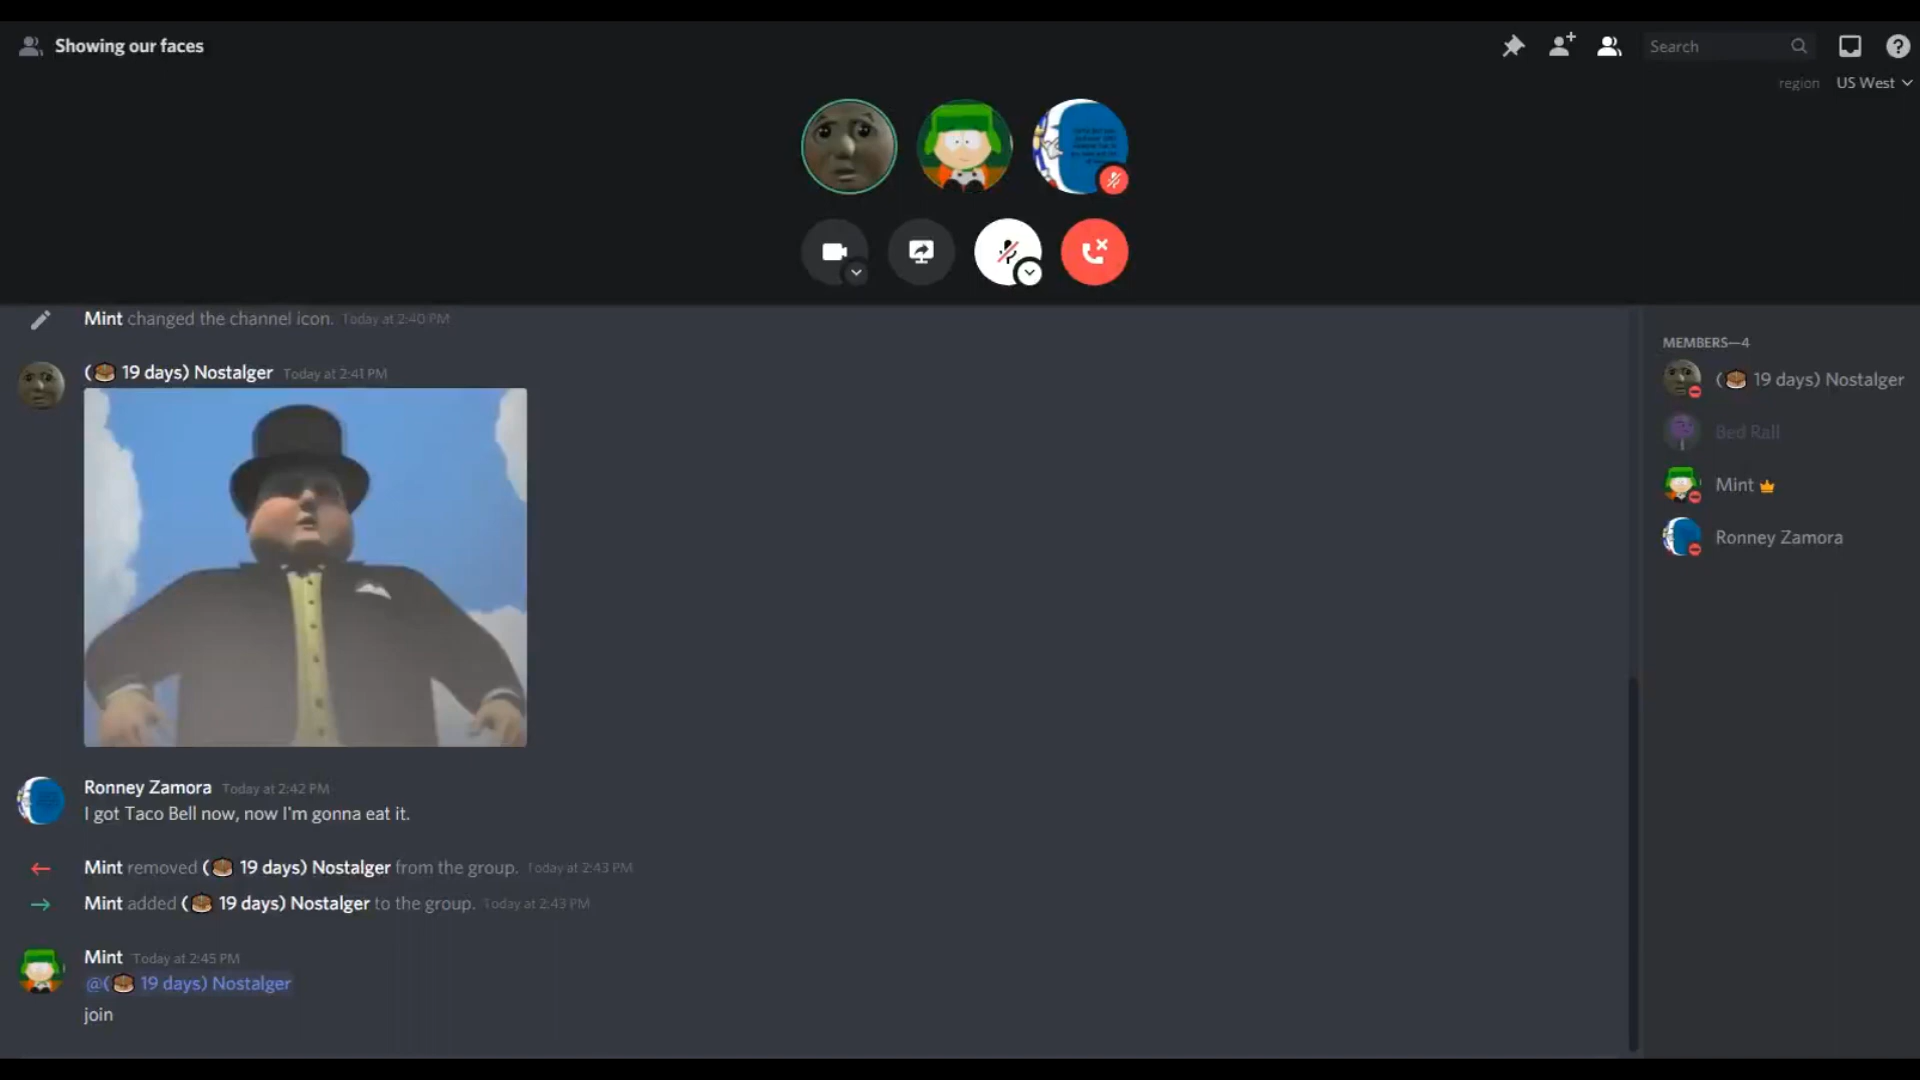 Showing our faces
Search
region US West
Mint changed the channel icon. Today at 2:40 PM
(19 days) Nostalger Today at 2:41 PM
Ronney Zamora Today at 2:42 PM
I got Taco Bell now, now I'm gonna eat it.
Mint removed (19 days) Nostalger from the group. Today at 2:43 PM
Mint added (19 days) Nostalger to the group. Today at 2:43 PM
Mint Today at 2:45 PM
@(19 days) Nostalger
join
MEMBERS—4
(19 days) Nostalger
Bed Rall
Mint
Ronney Zamora